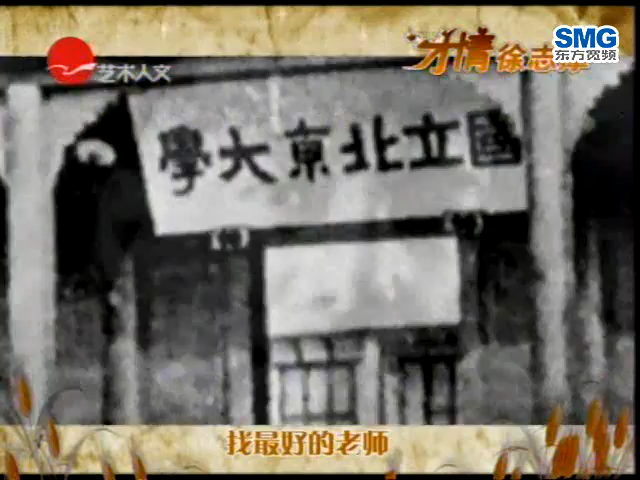 SMG
东方宽频
艺术人文
才情徐志摩
國立北京大學
找最好的老师